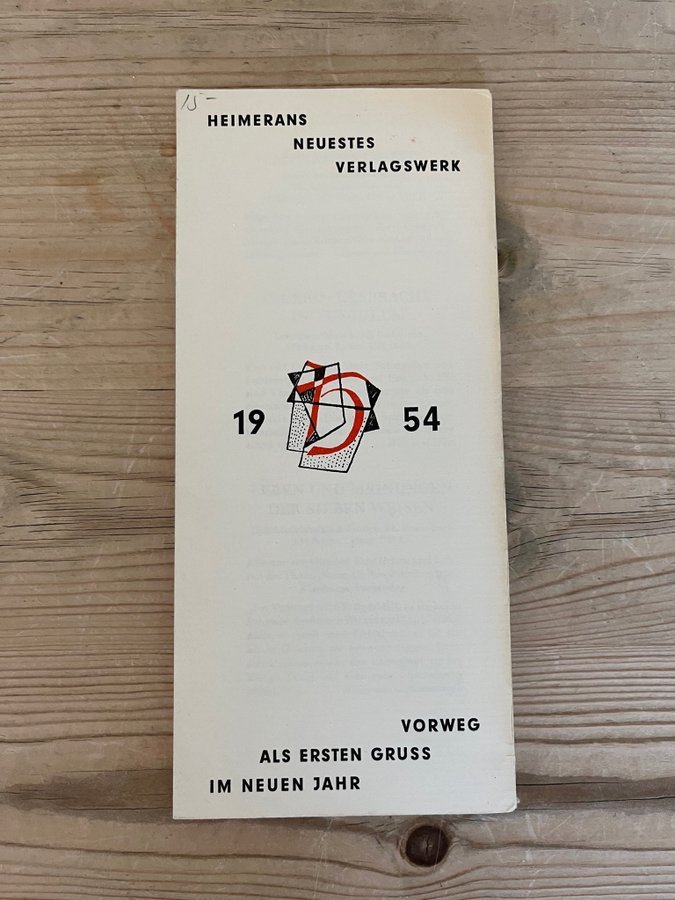 15-
HEIMERANS
NEUESTES
VERLAGSWERK
19 54
VORWEG
ALS ERSTEN GRUSS
IM NEUEN JAHR